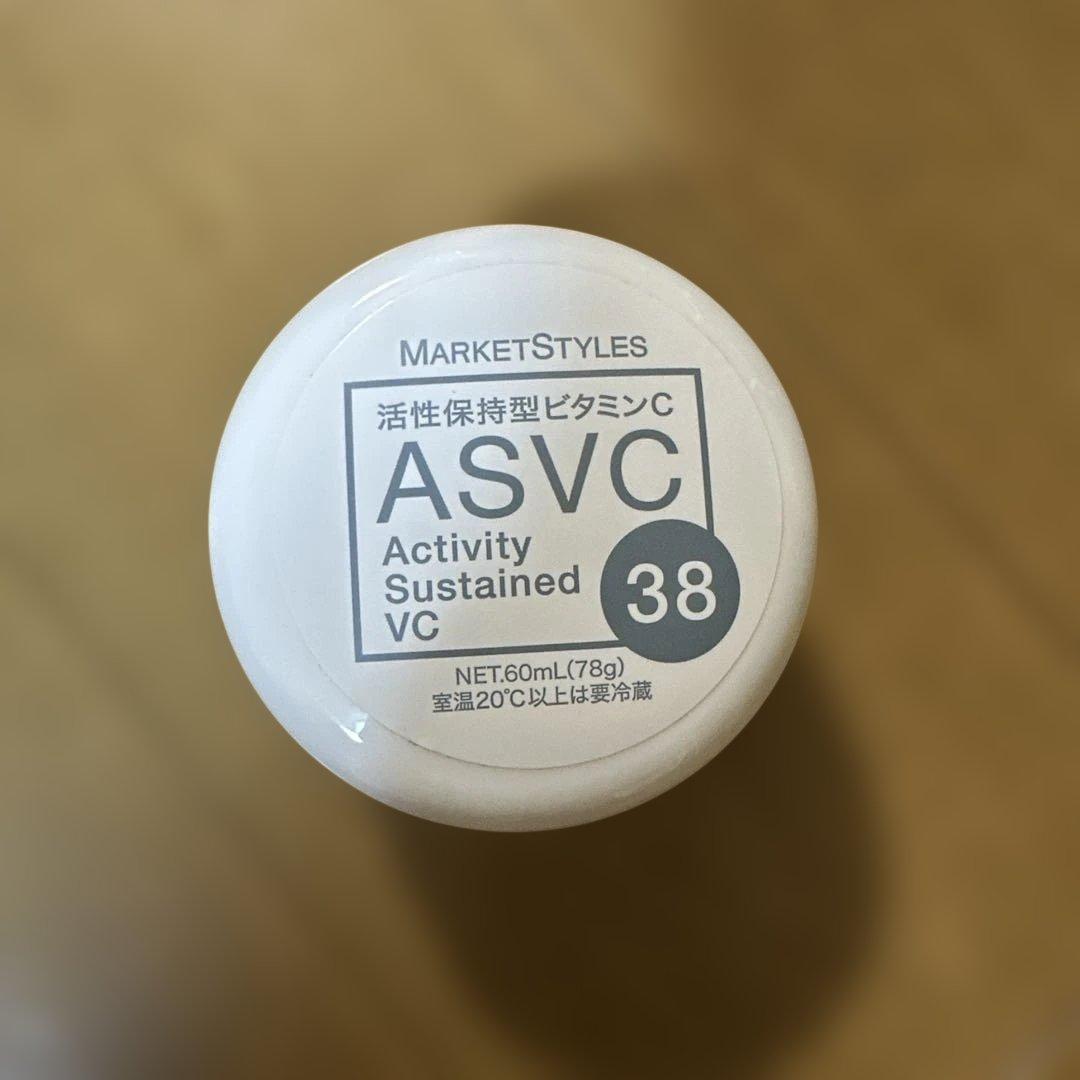 MARKETSTYLES
活性保持型ビタミンC
ASVC
Activity
Sustained
VC
38
NET.60mL(78g)
室温20℃以上は要冷蔵